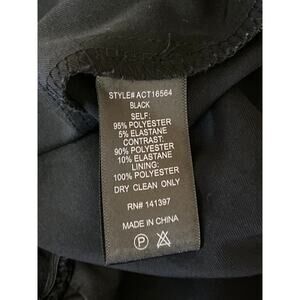 STYLE# ACT16564
BLACK
SELF:
95% POLYESTER
5% ELASTANE
CONTRAST:
90% POLYESTER
10% ELASTANE
LINING:
100% POLYESTER
DRY CLEAN ONLY
RN# 141397
MADE IN CHINA
P A